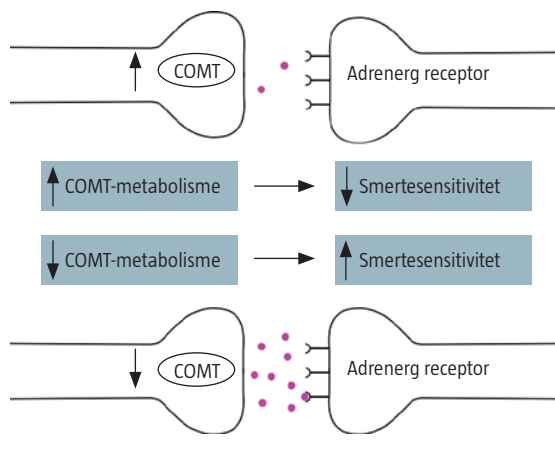 COMT
Adrenerg receptor
COMT-metabolisme
Smertesensitivitet
COMT-metabolisme
Smertesensitivitet
COMT
Adrenerg receptor